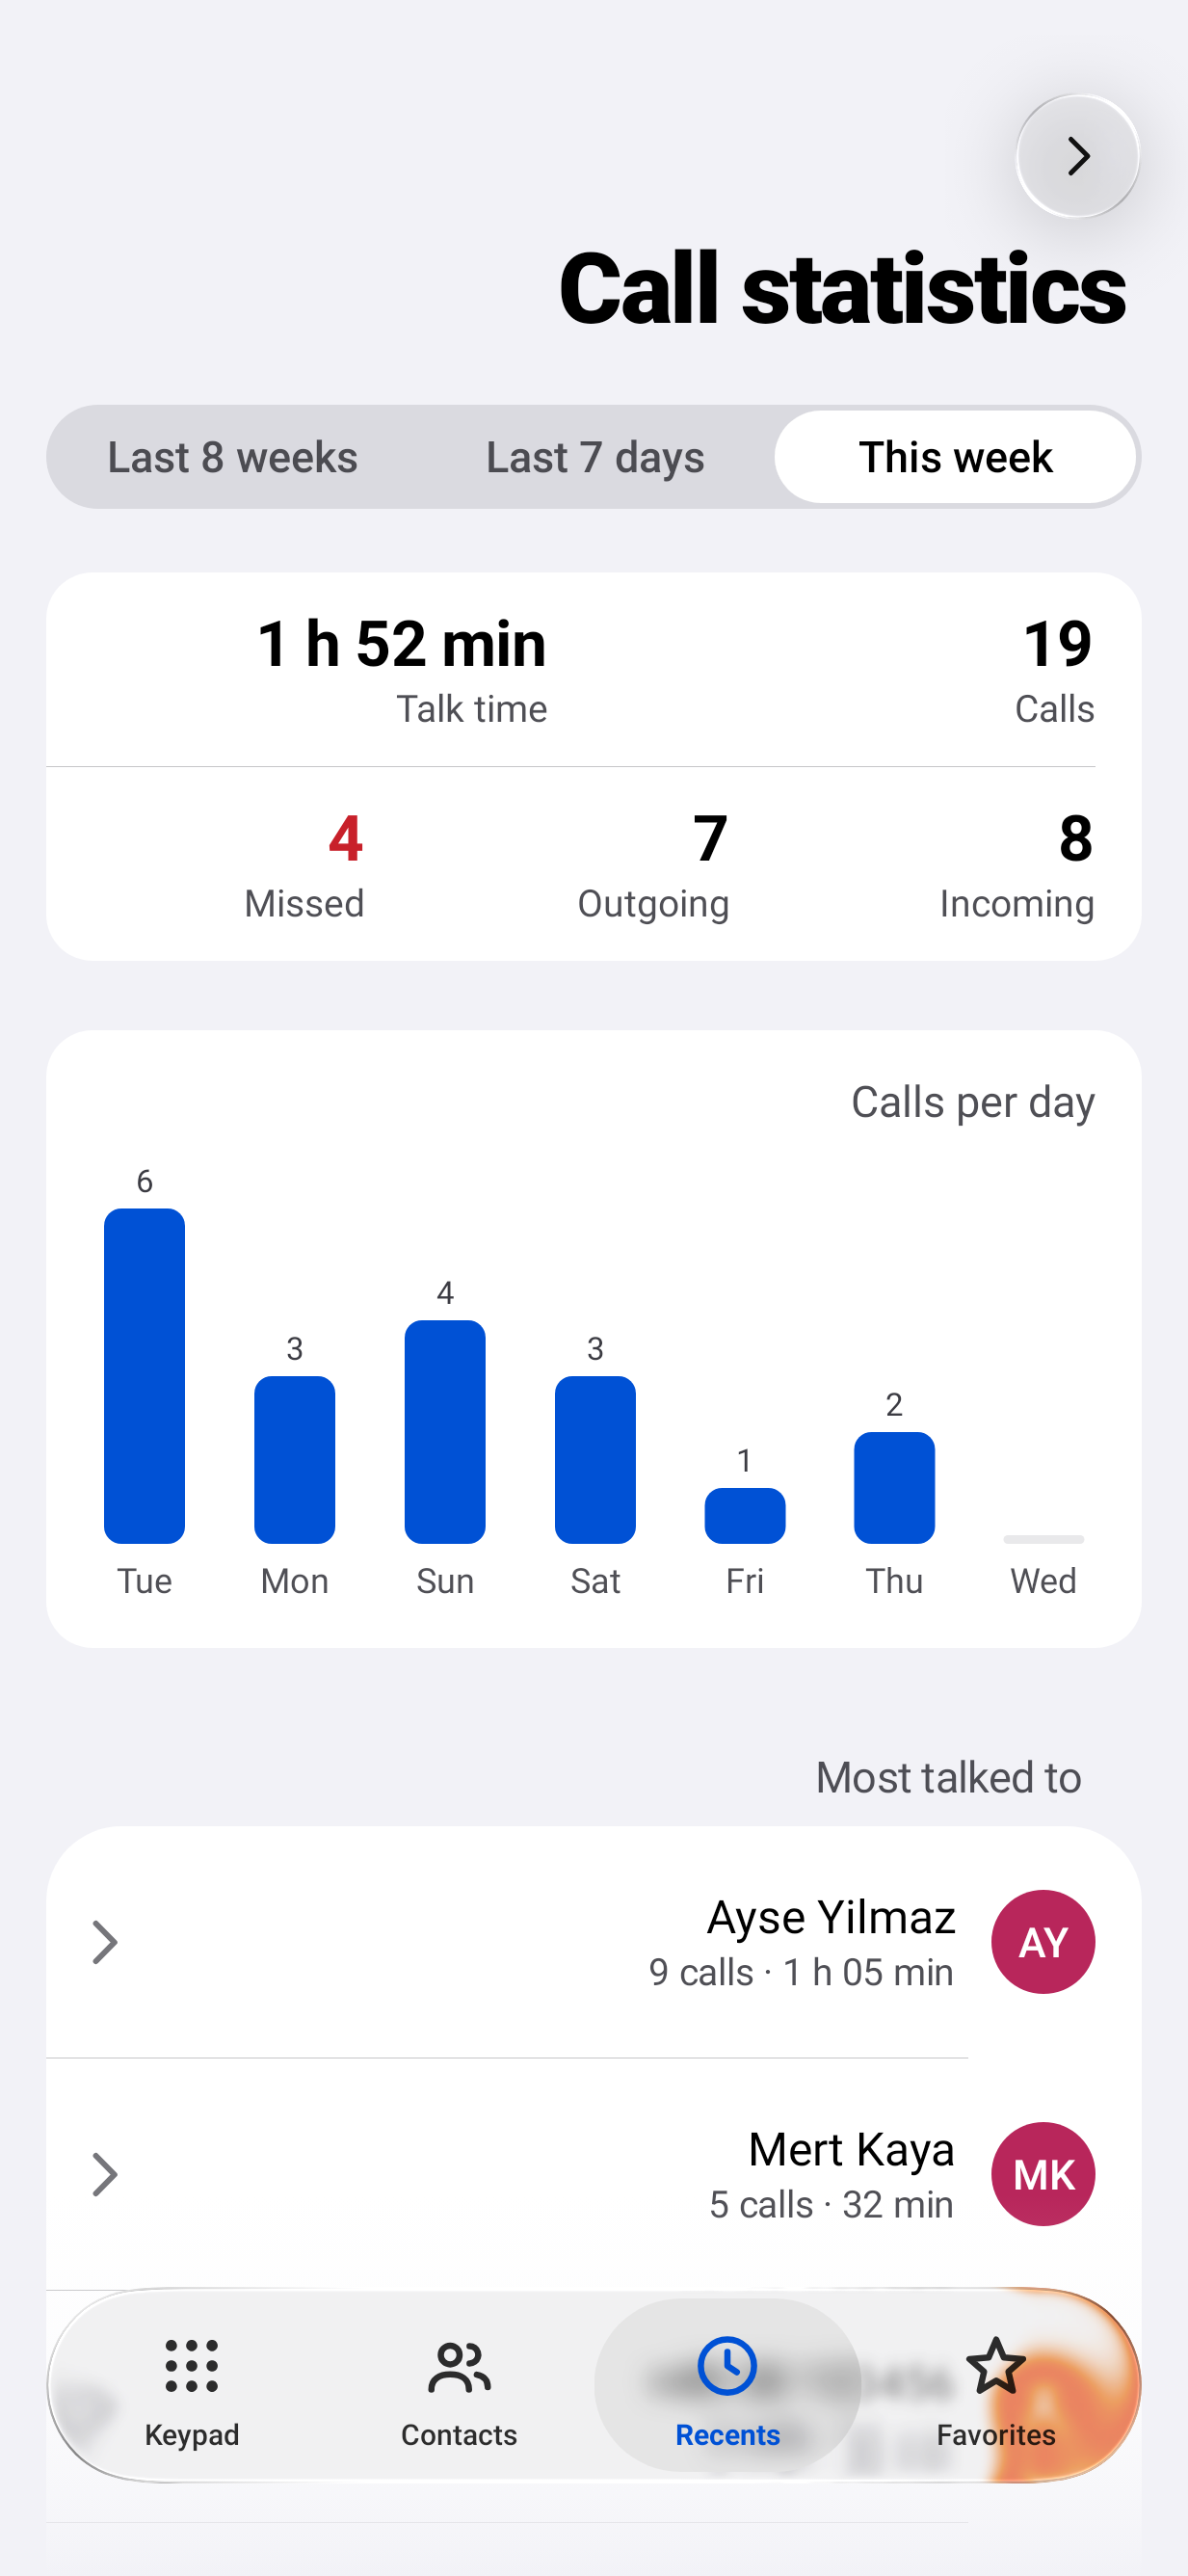 Call statistics
This week
Last 7 days
Last 8 weeks
19
Calls
1 h 52 min
Talk time
8
Incoming
7
Outgoing
4
Missed
Calls per day
6
3
4
3
1
2
Tue Mon Sun Sat Fri Thu Wed
Most talked to
Ayse Yilmaz
9 calls · 1 h 05 min
AY
Mert Kaya
5 calls · 32 min
MK
Keypad
Contacts
Recents
Favorites